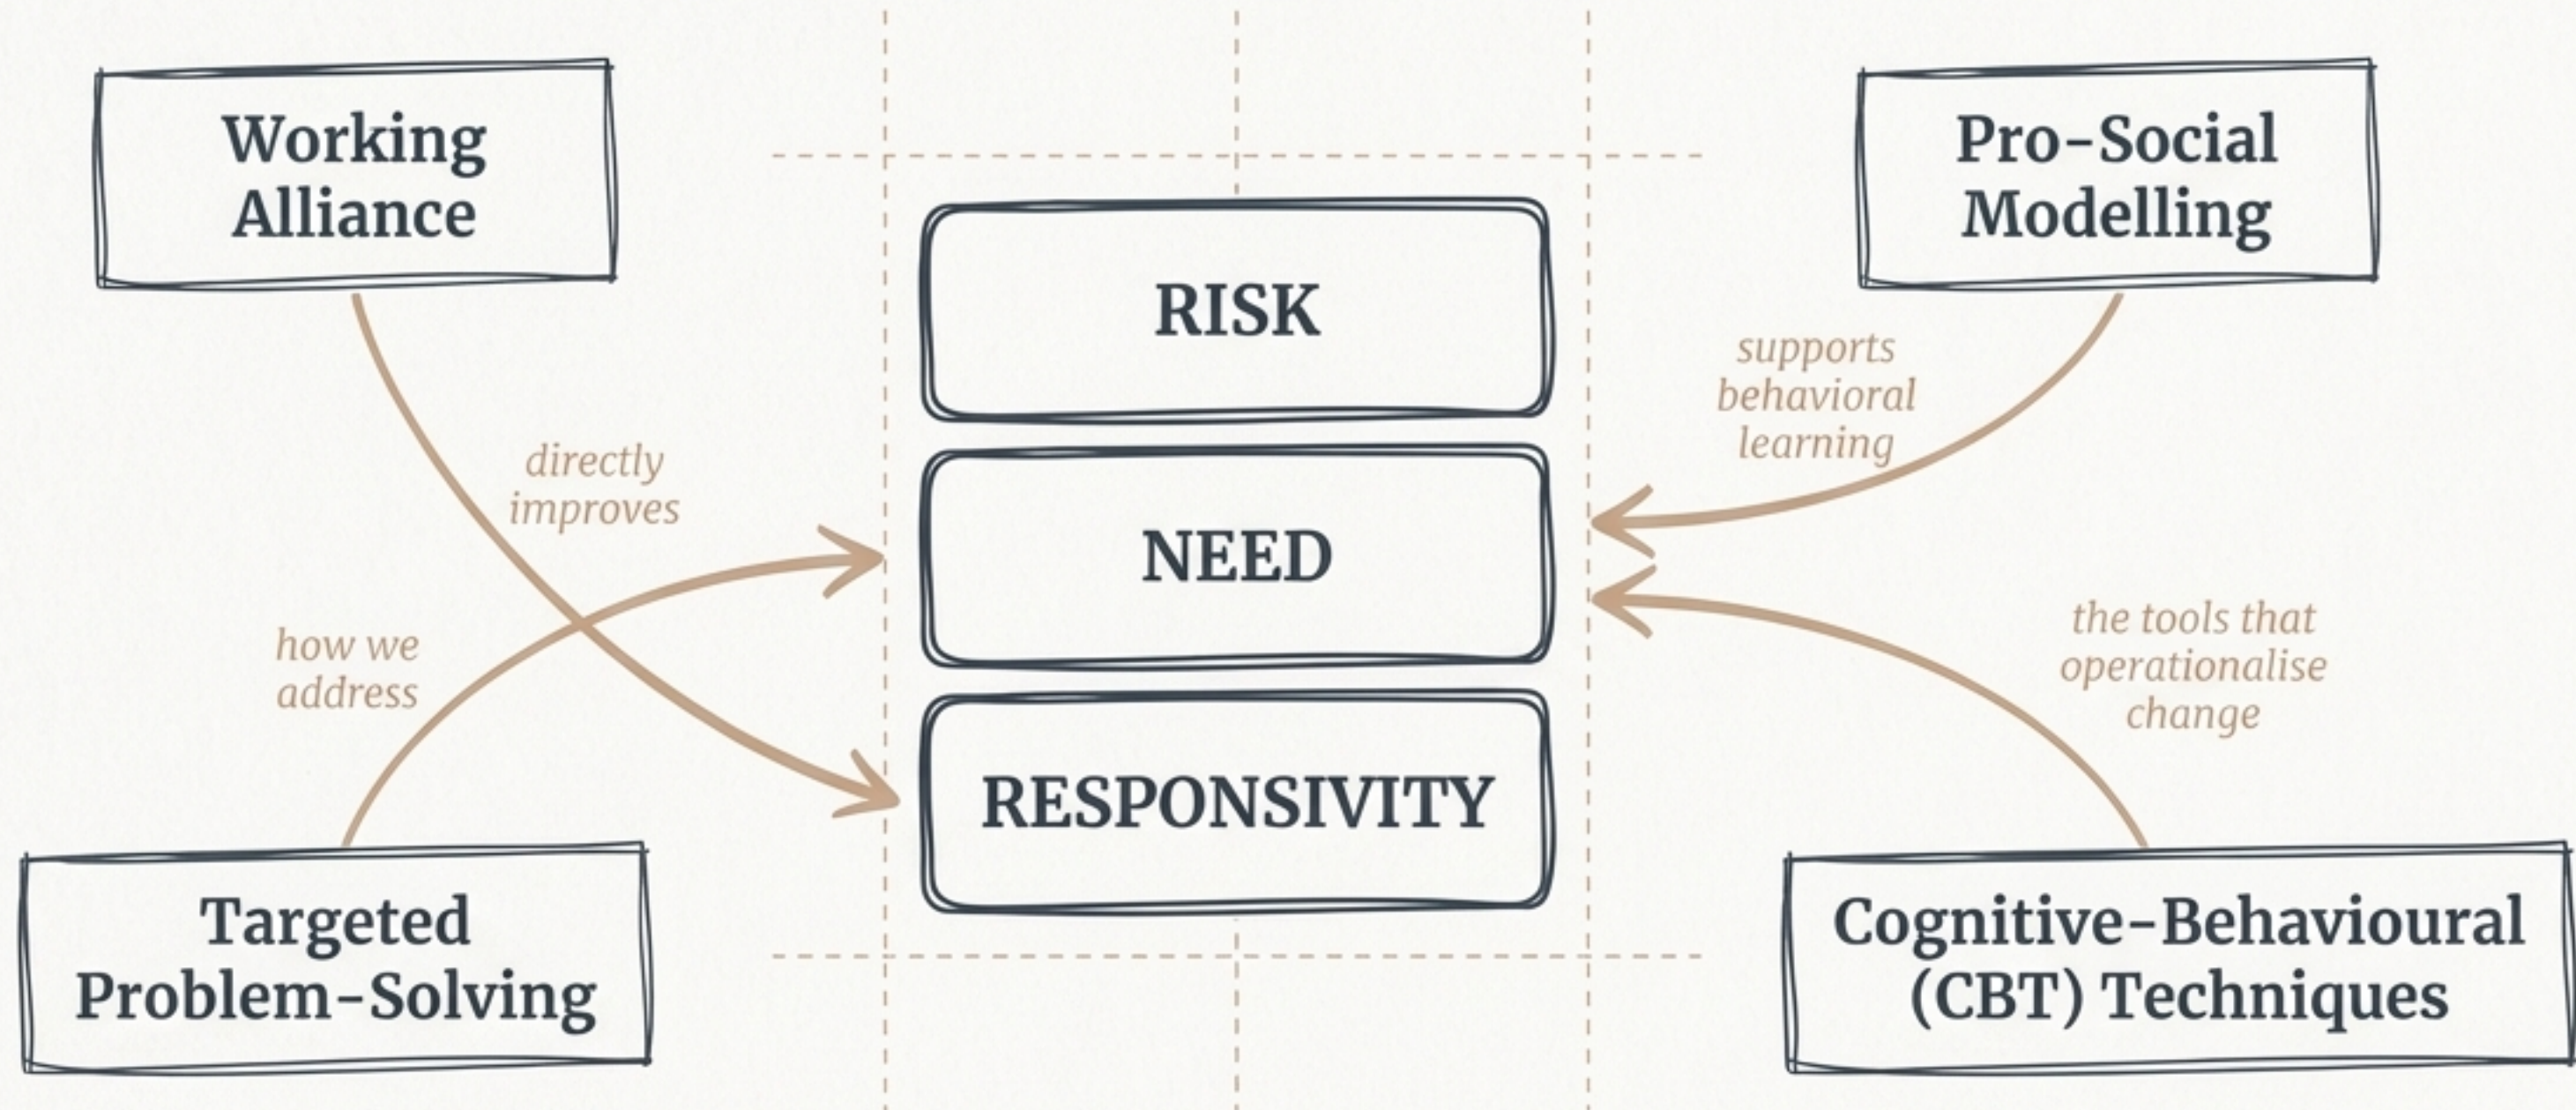 Working
Alliance
directly
improves
how we
address
Targeted
Problem-Solving
RISK
NEED
RESPONSIVITY
Pro-Social
Modelling
supports
behavioral
learning
the tools that
operationalise
change
Cognitive-Behavioural
(CBT) Techniques